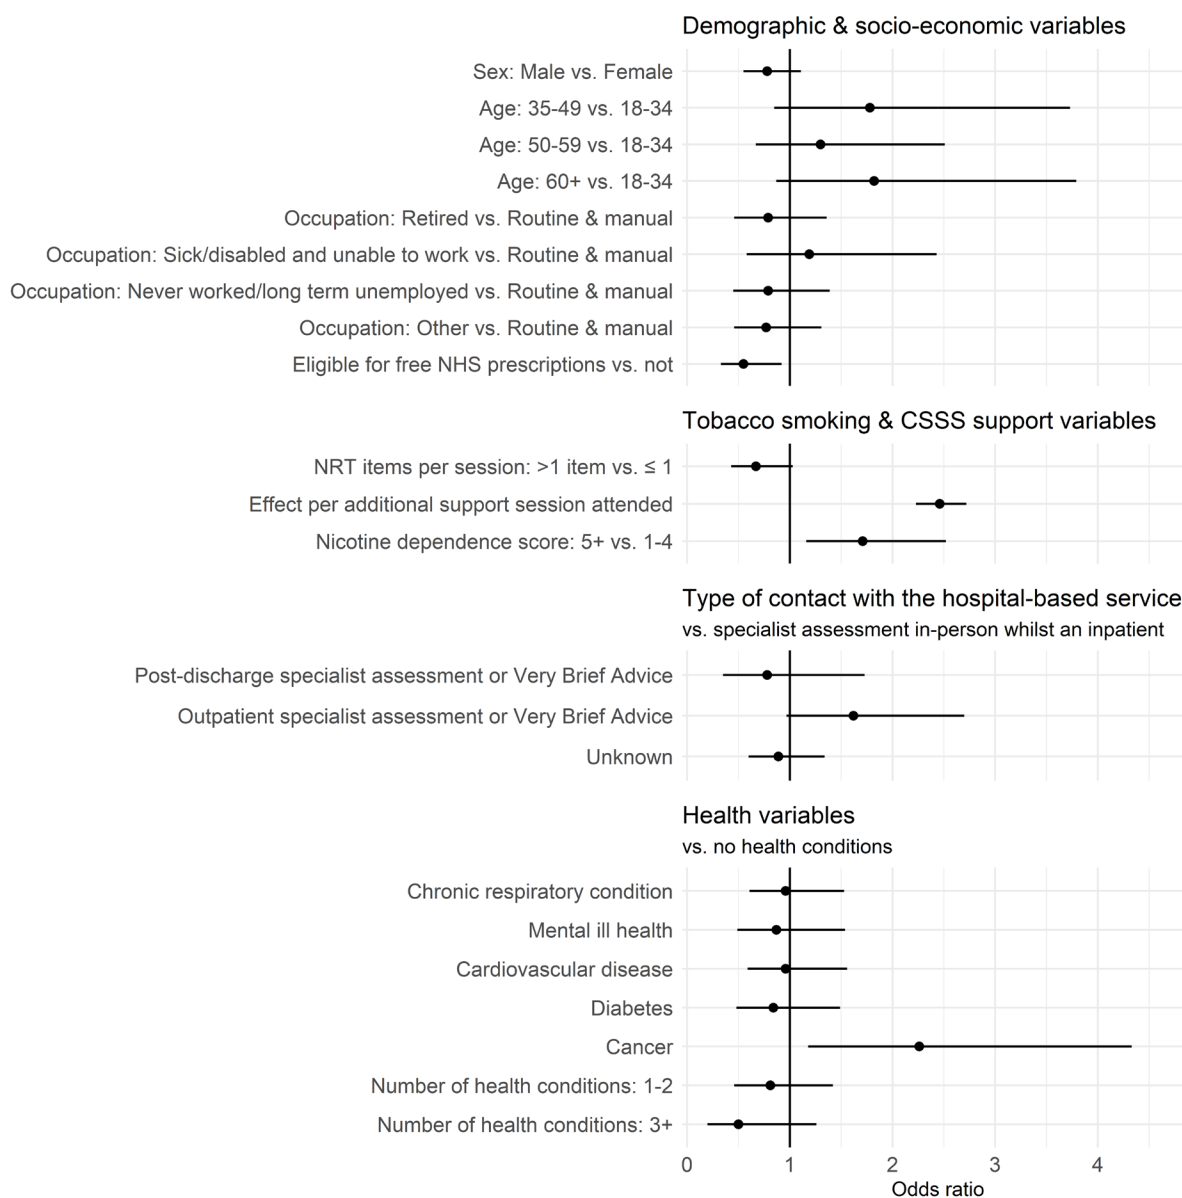 Demographic & socio-economic variables
Sex: Male vs. Female
Age: 35-49 vs. 18-34
Age: 50-59 vs. 18-34
Age: 60+ vs. 18-34
Occupation: Retired vs. Routine & manual
Occupation: Sick/disabled and unable to work vs. Routine & manual
Occupation: Never worked/long term unemployed vs. Routine & manual
Occupation: Other vs. Routine & manual
Eligible for free NHS prescriptions vs. not
Tobacco smoking & CSSS support variables
NRT items per session: >1 item vs. ≤ 1
Effect per additional support session attended
Nicotine dependence score: 5+ vs. 1-4
Type of contact with the hospital-based service
vs. specialist assessment in-person whilst an inpatient
Post-discharge specialist assessment or Very Brief Advice
Outpatient specialist assessment or Very Brief Advice
Unknown
Health variables
vs. no health conditions
Chronic respiratory condition
Mental ill health
Cardiovascular disease
Diabetes
Cancer
Number of health conditions: 1-2
Number of health conditions: 3+
0 1 2 3 4
Odds ratio